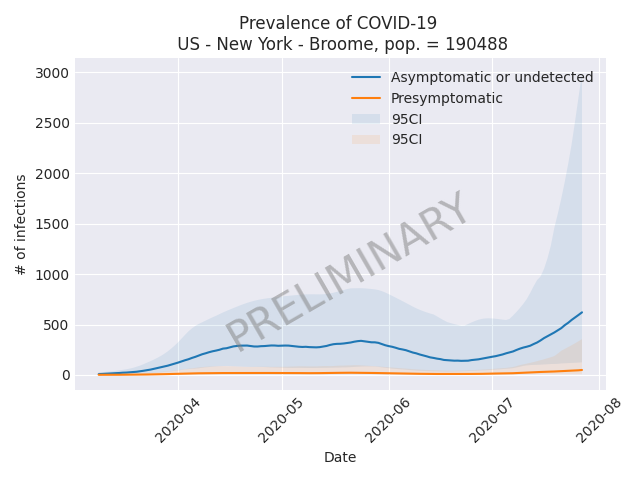 Prevalence of COVID-19
US - New York - Broome, pop. = 190488
3000
2500
2000
1500
1000
500
0
# of infections
Asymptomatic or undetected
Presymptomatic
95CI
95CI
PRELIMINARY
2020-04
2020-05
2020-06
2020-07
2020-08
Date